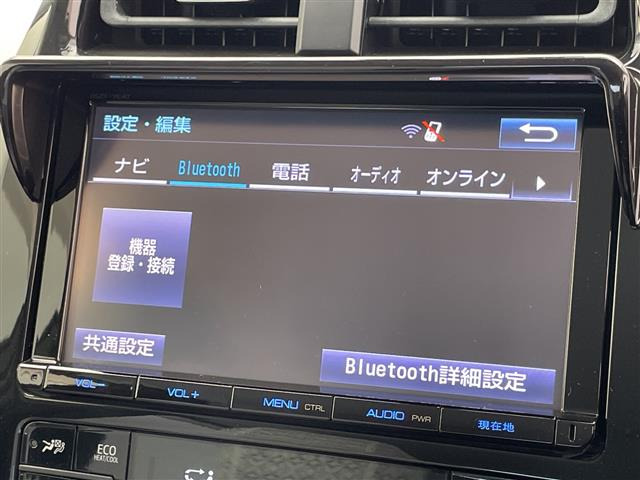 設定・編集
ナビ Bluetooth 電話 オーディオ オンライン
機器
登録・接続
共通設定
Bluetooth詳細設定
VOL− VOL+ MENU CTRL AUDIO PWR 現在地
ECO
HEAT/COOL